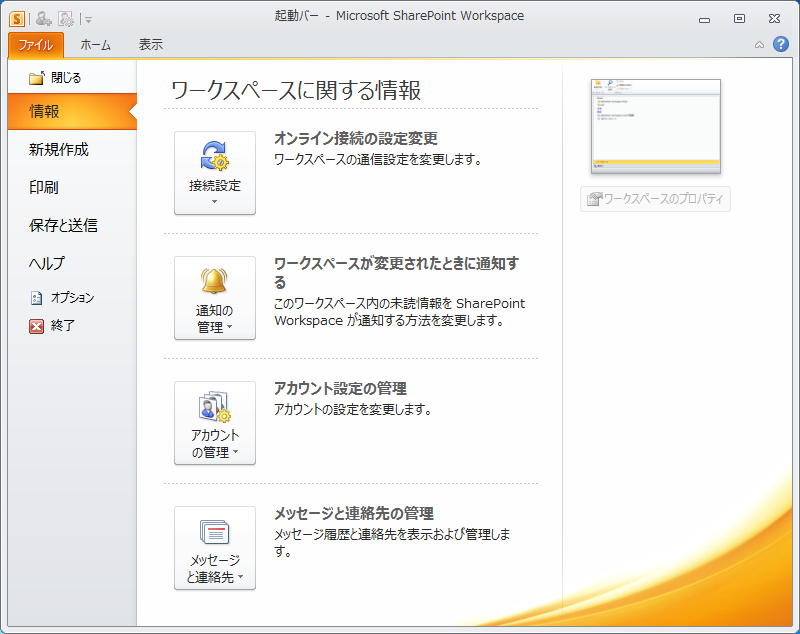 起動バー - Microsoft SharePoint Workspace
ファイル ホーム 表示
閉じる
情報
新規作成
印刷
保存と送信
ヘルプ
オプション
終了
ワークスペースに関する情報
接続設定
オンライン接続の設定変更
ワークスペースの通信設定を変更します。
通知の
管理
ワークスペースが変更されたときに通知す
る
このワークスペース内の未読情報を SharePoint
Workspace が通知する方法を変更します。
アカウント
の管理
アカウント設定の管理
アカウントの設定を変更します。
メッセージ
と連絡先
メッセージと連絡先の管理
メッセージ履歴と連絡先を表示および管理しま
す。
ワークスペースのプロパティ